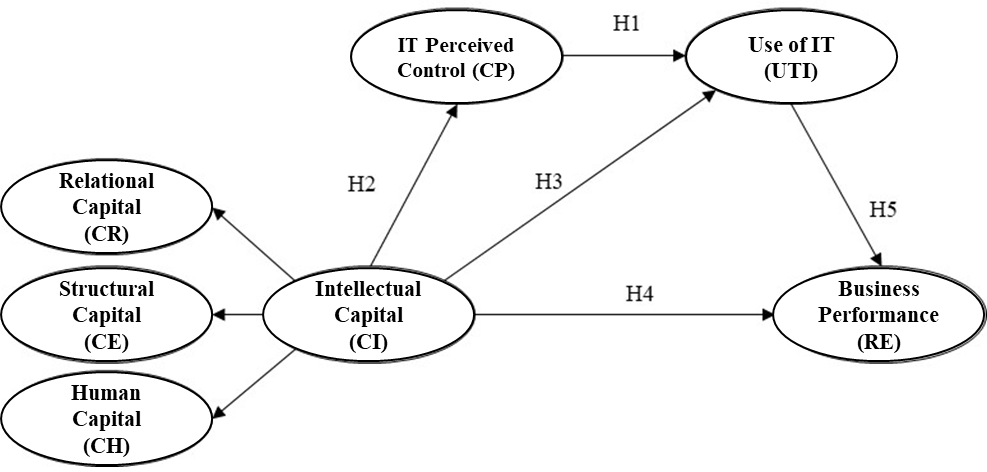 H1
IT Perceived
Control (CP)
Use of IT
(UTI)
H2
H3
H5
Relational
Capital
(CR)
Structural
Capital
(CE)
Intellectual
Capital
(CI)
H4
Business
Performance
(RE)
Human
Capital
(CH)